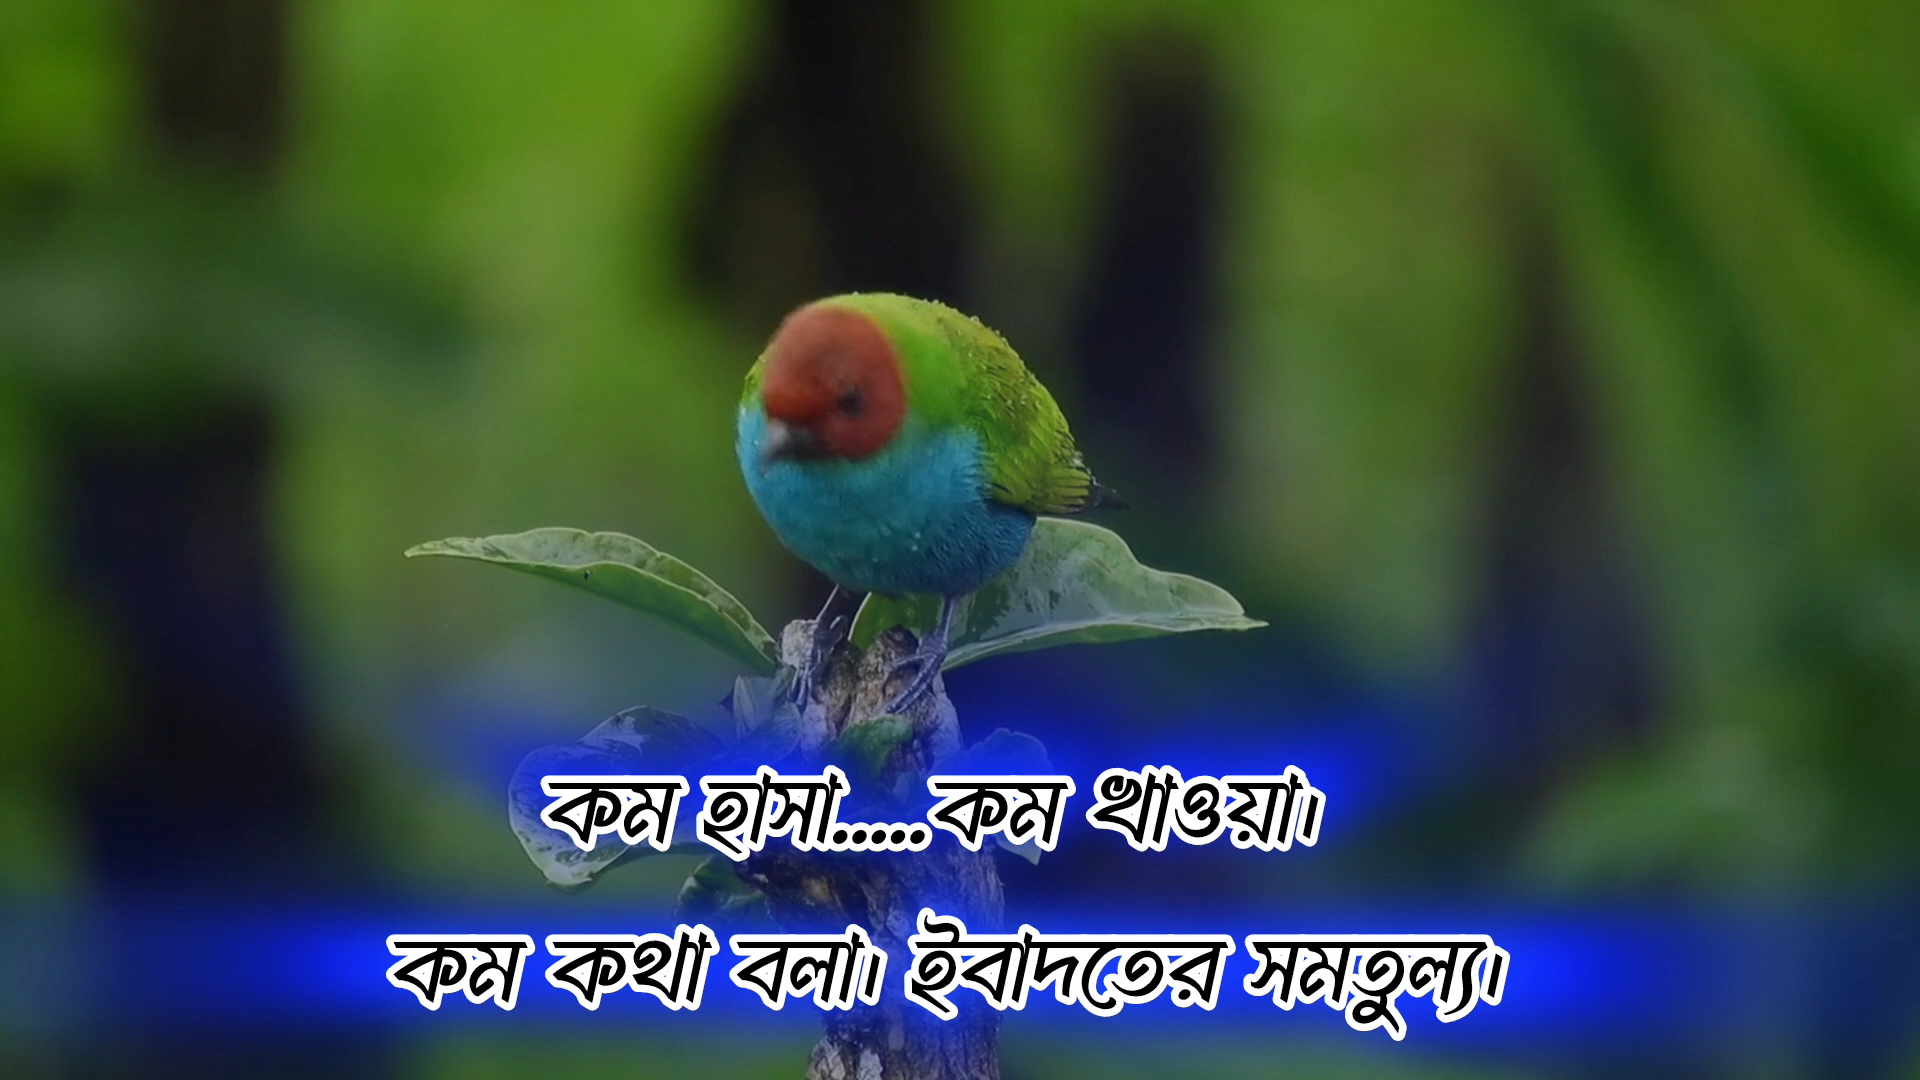 কম হাসা.....কম খাওয়া।
কম কথা বলা। ইবাদতের সমতুল্য।